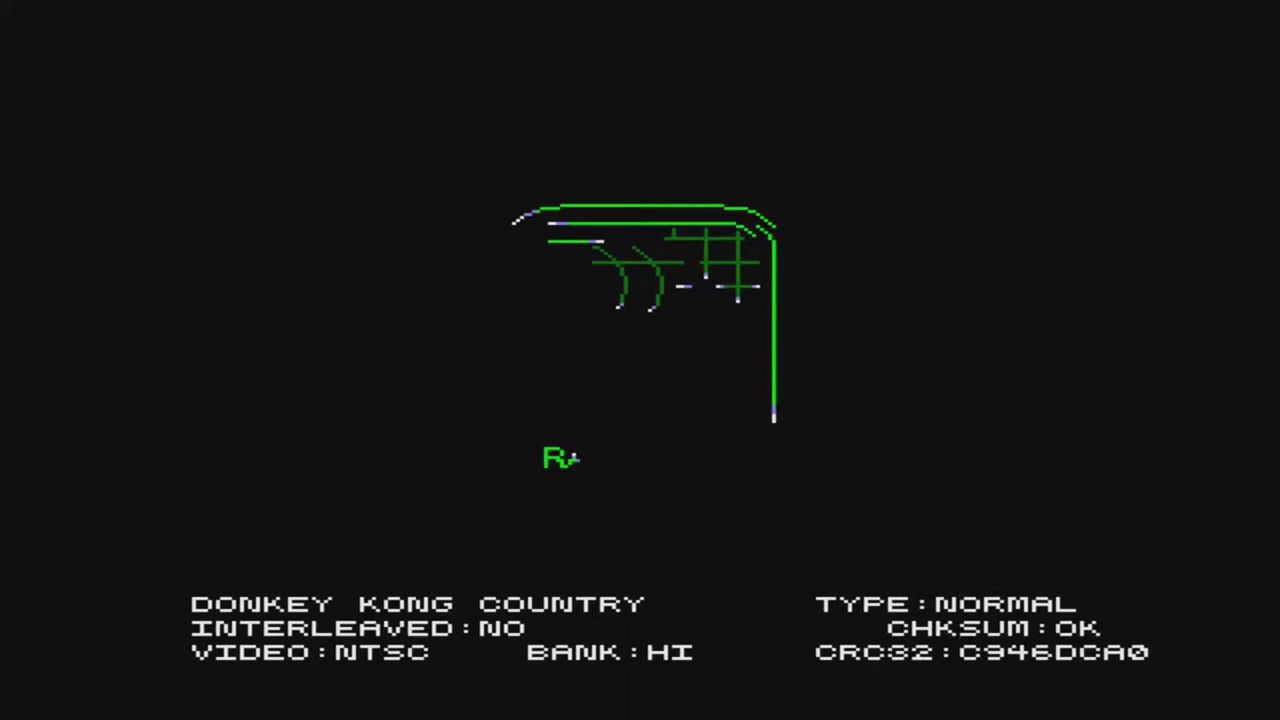 R
DONKEY KONG COUNTRY TYPE:NORMAL
INTERLEAVED:NO CHKSUM:OK
VIDEO:NTSC BANK:HI CRC32:C946DCA0